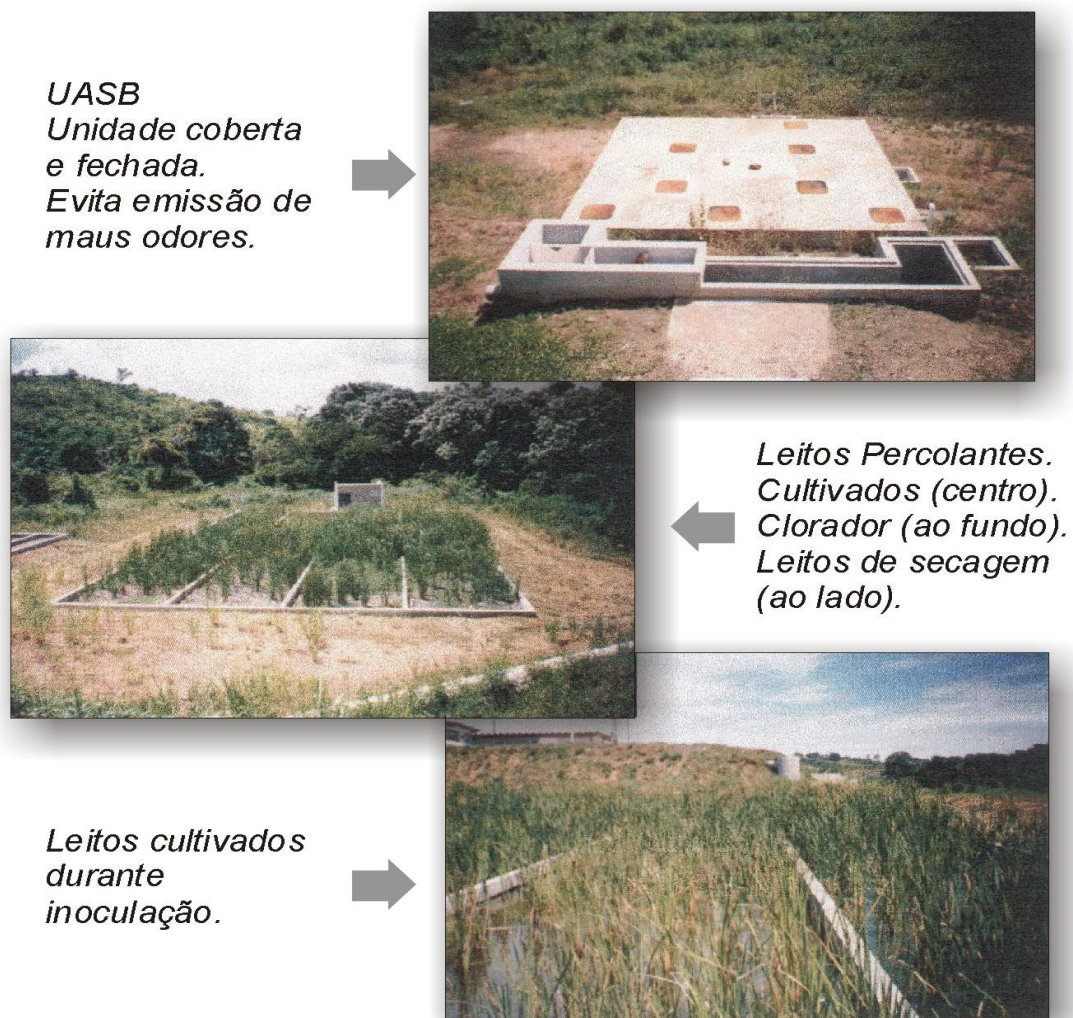 UASB
Unidade coberta
e fechada.
Evita emissão de
maus odores.
Leitos Percolantes.
Cultivados (centro).
Clorador (ao fundo).
Leitos de secagem
(ao lado).
Leitos cultivados
durante
inoculação.